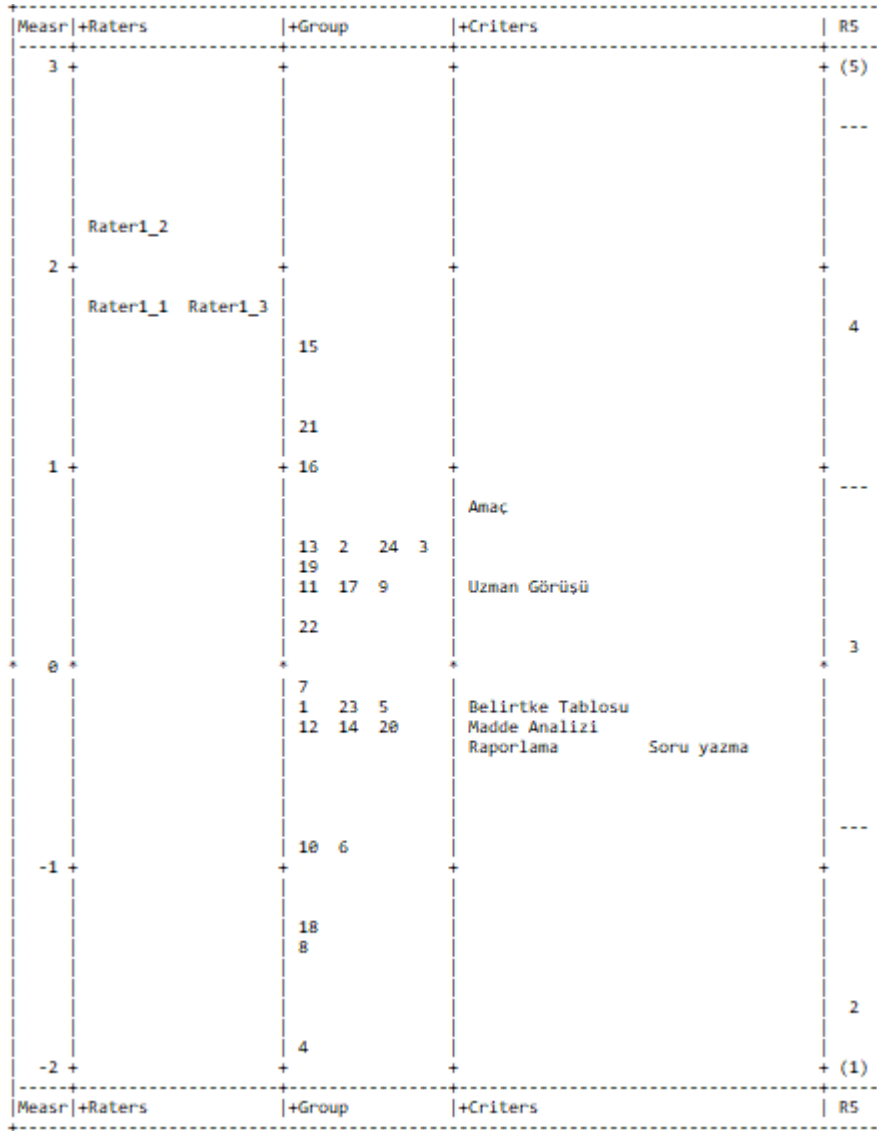 |Measr|+Raters |+Group |+Criters | R5
3 + + + + (5)
---
Rater1_2
2 + + + +
Rater1_1 Rater1_3
4
15
21
1 + + 16 + +
---
Amaç
13 2 24 3
19
11 17 9 Uzman Görüşü
22
3
* 0 * * * *
7
1 23 5 Belirtke Tablosu
12 14 20 Madde Analizi
Raporlama Soru yazma
---
10 6
-1 + + + +
18
8
2
4
-2 + + + + (1)
|Measr|+Raters |+Group |+Criters | R5